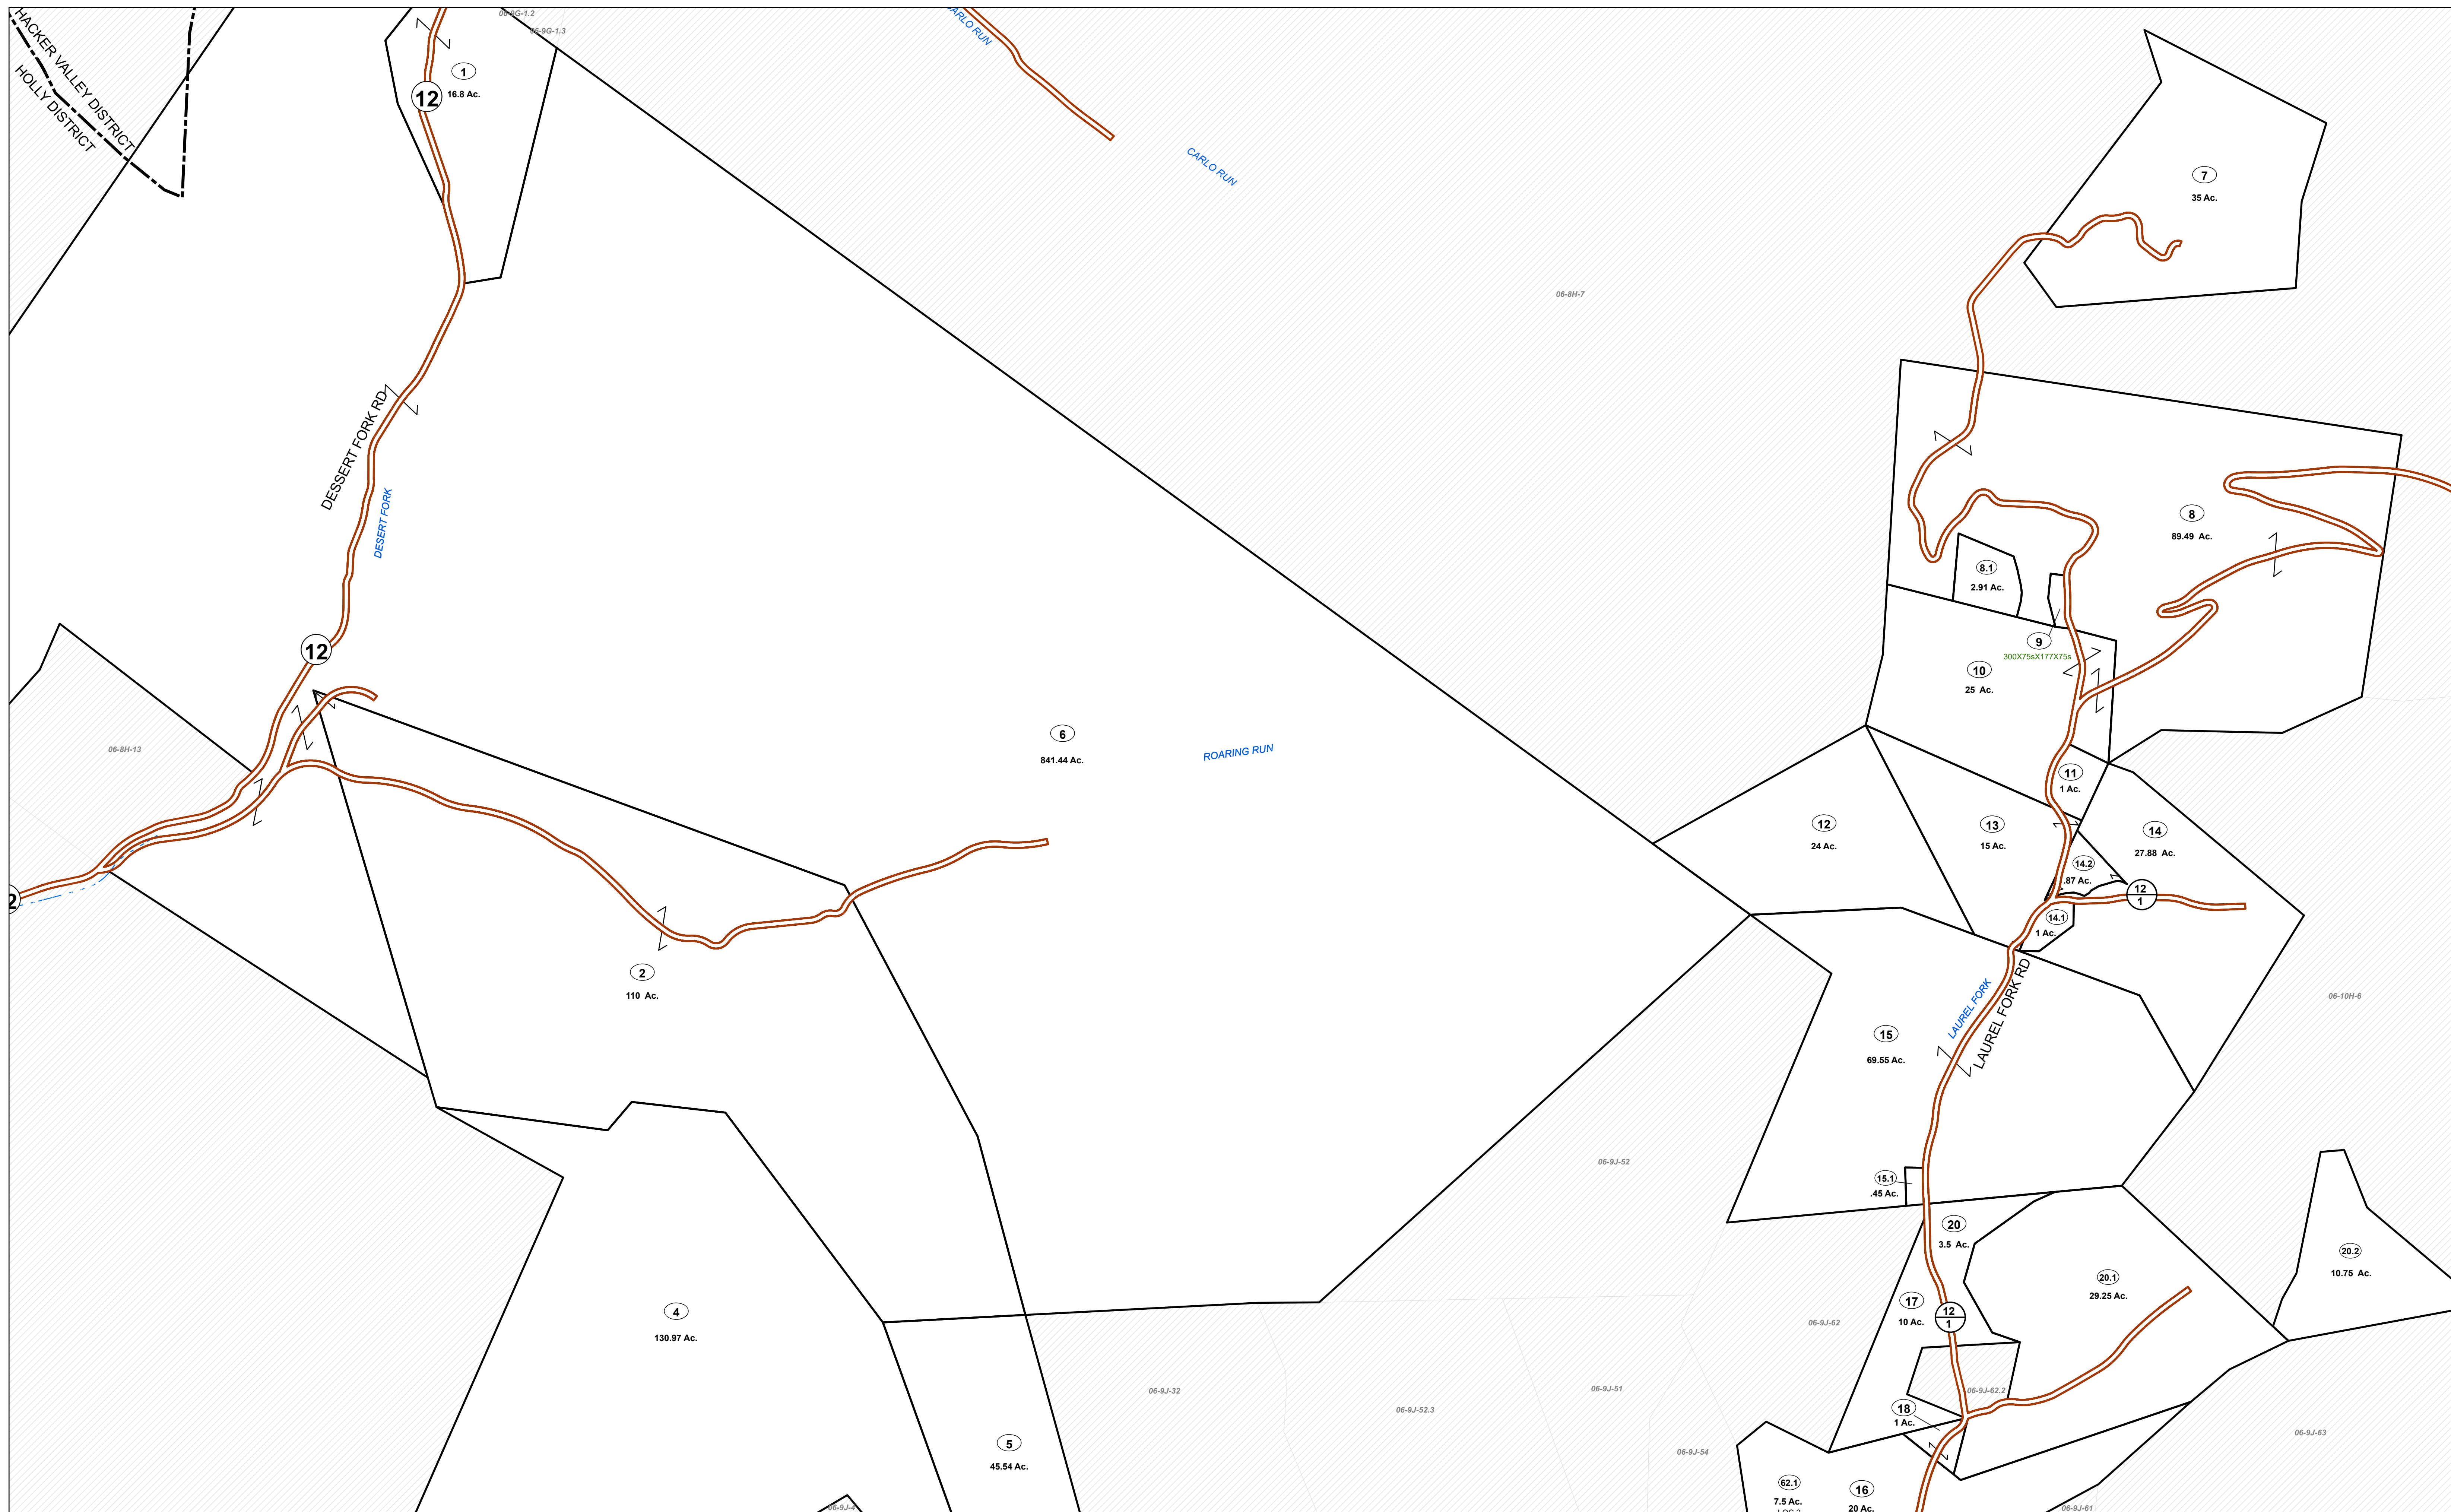 06-9G-1.2
06-9G-1.3
CARLO RUN
HACKER VALLEY DISTRICT
HOLLY DISTRICT
1
16.8 Ac.
12
CARLO RUN
7
35 Ac.
06-8H-7
DESSERT FORK RD
DESERT FORK
8
89.49 Ac.
8.1
2.91 Ac.
9
300X75sX177X75s
10
25 Ac.
12
06-8H-13
6
841.44 Ac.
ROARING RUN
11
1 Ac.
12
24 Ac.
13
15 Ac.
14
27.88 Ac.
14.2
.87 Ac.
12
1
14.1
1 Ac.
2
2
110 Ac.
LAUREL FORK
LAUREL FORK RD
06-10H-6
15
69.55 Ac.
06-9J-52
15.1
.45 Ac.
20
3.5 Ac.
20.2
10.75 Ac.
20.1
29.25 Ac.
17
10 Ac.
12
1
4
130.97 Ac.
06-9J-62
06-9J-32
06-9J-51
06-9J-52.3
06-9J-62.2
18
1 Ac.
06-9J-63
5
45.54 Ac.
06-9J-54
62.1
7.5 Ac.
LOC 2
16
20 Ac.
06-9J-4
06-9J-61